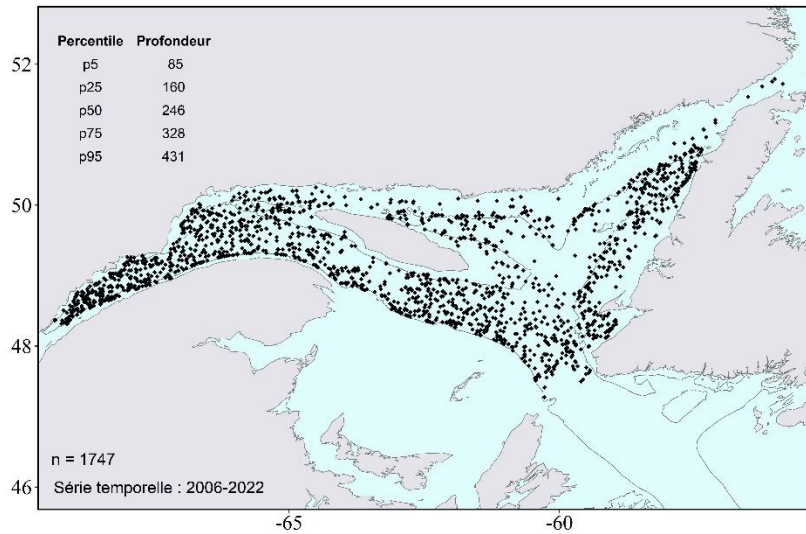 Percentile Profondeur
p5 85
p25 160
p50 246
p75 328
p95 431
n = 1747
Série temporelle : 2006-2022
52
50
48
46
-65 -60